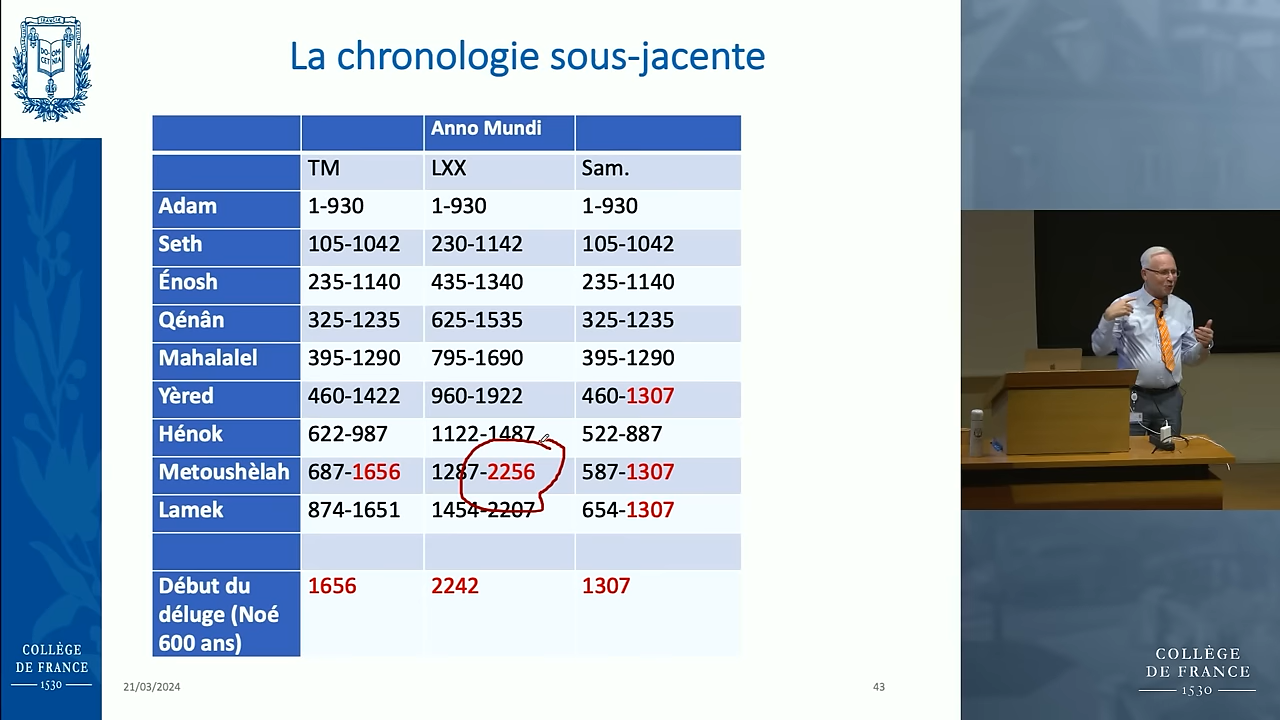 La chronologie sous-jacente
Anno Mundi
TM LXX Sam.
Adam 1-930 1-930 1-930
Seth 105-1042 230-1142 105-1042
Énosh 235-1140 435-1340 235-1140
Qénân 325-1235 625-1535 325-1235
Mahalalel 395-1290 795-1690 395-1290
Yèred 460-1422 960-1922 460-1307
Hénok 622-987 1122-1487 522-887
Metoushèlah 687-1656 1287-2256 587-1307
Lamek 874-1651 1454-2207 654-1307
Début du 1656 2242 1307
déluge (Noé
600 ans)
COLLÈGE
DE FRANCE
1530
21/03/2024
43
COLLÈGE
DE FRANCE
1530